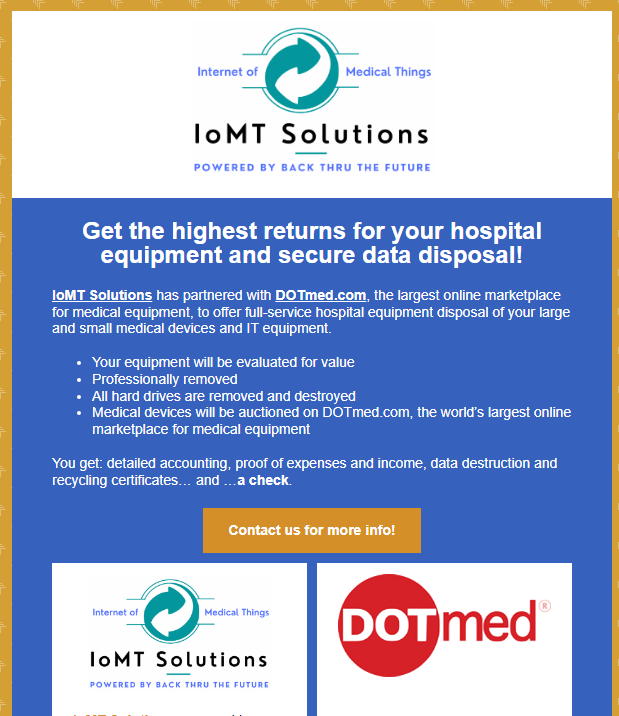 Internet of Medical Things
IoMT Solutions
POWERED BY BACK THRU THE FUTURE
Get the highest returns for your hospital
equipment and secure data disposal!
IoMT Solutions has partnered with DOTmed.com, the largest online marketplace
for medical equipment, to offer full-service hospital equipment disposal of your large
and small medical devices and IT equipment.
• Your equipment will be evaluated for value
• Professionally removed
• All hard drives are removed and destroyed
• Medical devices will be auctioned on DOTmed.com, the world's largest online
marketplace for medical equipment
You get: detailed accounting, proof of expenses and income, data destruction and
recycling certificates… and …a check.
Contact us for more info!
Internet of Medical Things
IoMT Solutions
POWERED BY BACK THRU THE FUTURE
DOTmed®